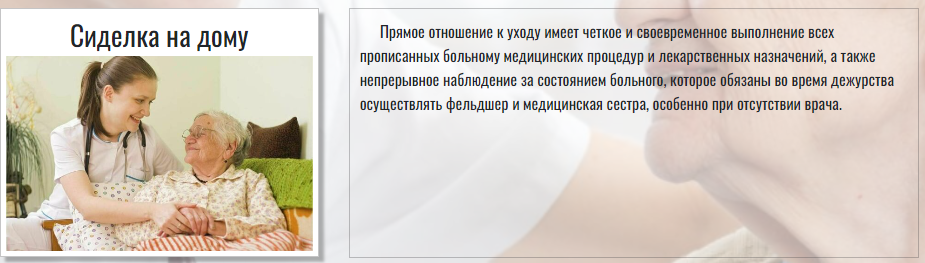 Сиделка на дому
Прямое отношение к уходу имеет четкое и своевременное выполнение всех
прописанных больному медицинских процедур и лекарственных назначений, а также
непрерывное наблюдение за состоянием больного, которое обязаны во время дежурства
осуществлять фельдшер и медицинская сестра, особенно при отсутствии врача.